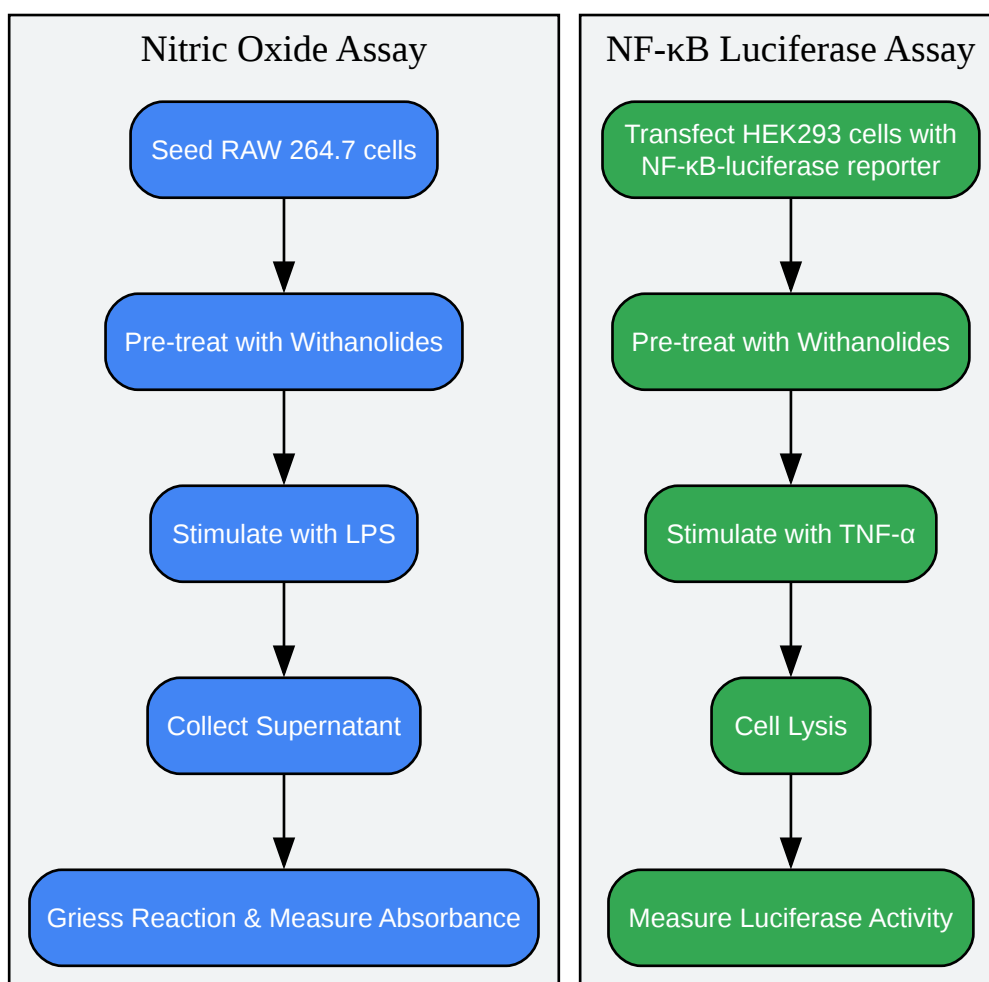 Nitric Oxide Assay
Seed RAW 264.7 cells
Pre-treat with Withanolides
Stimulate with LPS
Collect Supernatant
Griess Reaction & Measure Absorbance
NF-κB Luciferase Assay
Transfect HEK293 cells with
NF-κB-luciferase reporter
Pre-treat with Withanolides
Stimulate with TNF-α
Cell Lysis
Measure Luciferase Activity